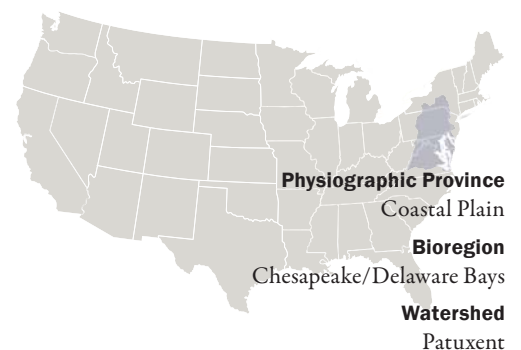 Physiographic Province
Coastal Plain
Bioregion
Chesapeake/Delaware Bays
Watershed
Patuxent